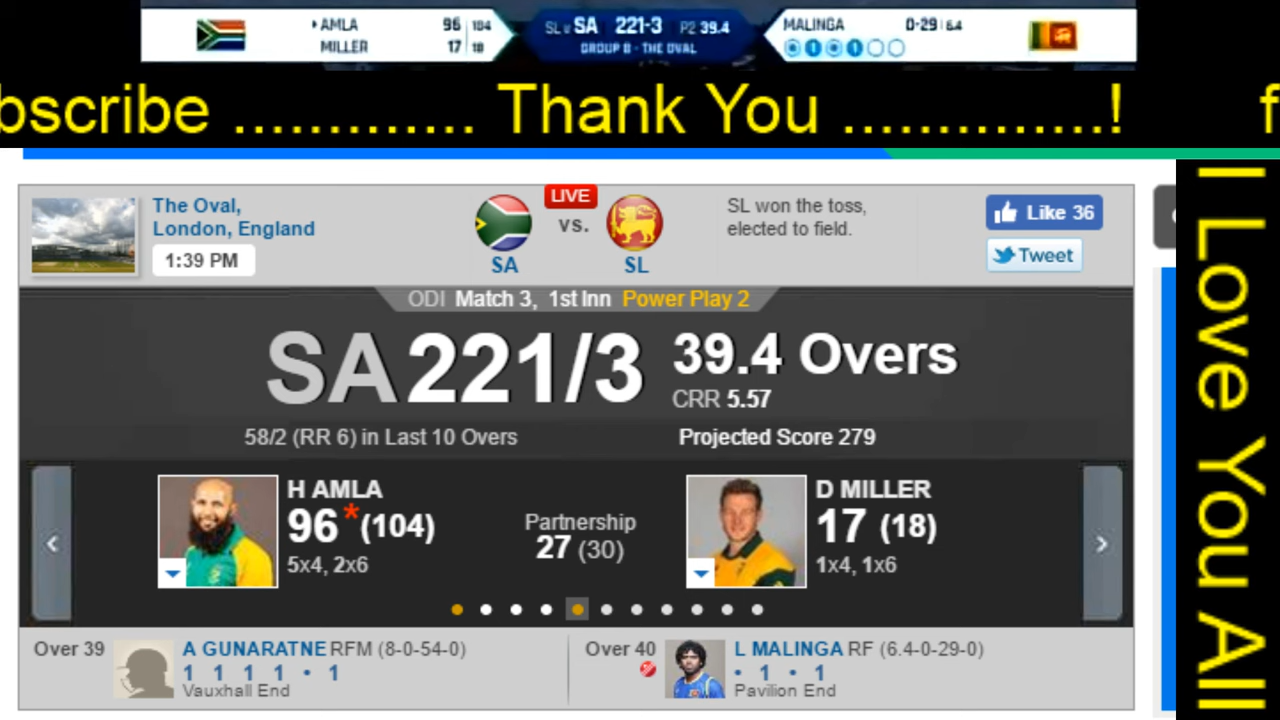 AMLA 96 104
MILLER 17 18
SL v SA 221-3 P2 39.4
GROUP B - THE OVAL
MALINGA 0-29 6.4
1 1
bscribe ............. Thank You ..............! f
The Oval,
London, England
1:39 PM
LIVE
vs.
SA
SL
SL won the toss,
elected to field.
Like 36
Tweet
ODI Match 3, 1st Inn Power Play 2
SA 221/3
39.4 Overs
CRR 5.57
58/2 (RR 6) in Last 10 Overs
Projected Score 279
H AMLA
96*(104)
5x4, 2x6
Partnership
27 (30)
D MILLER
17 (18)
1x4, 1x6
Over 39
A GUNARATNE RFM (8-0-54-0)
1 1 1 1 • 1
Vauxhall End
Over 40
L MALINGA RF (6.4-0-29-0)
• 1 • 1
Pavilion End
I Love You All